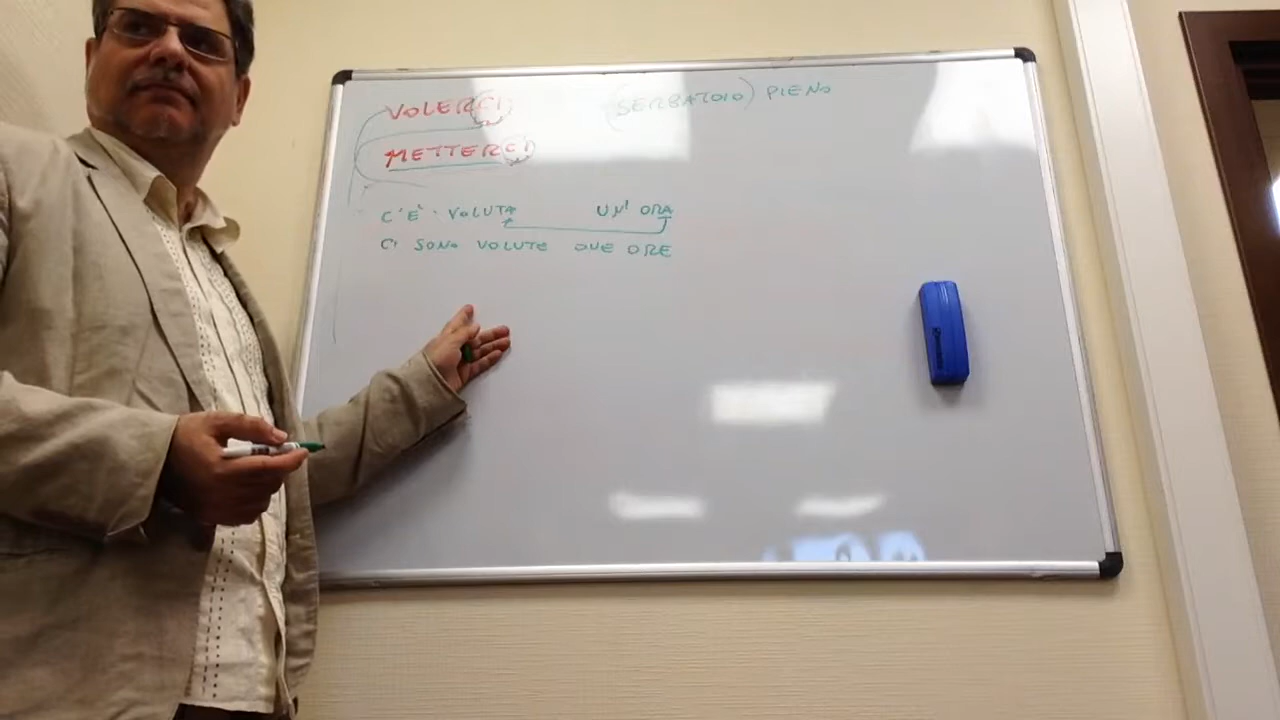 VOLERCI (SERBATOIO) PIENO
METTERCI
C'È VOLUTA UN' ORA
CI SONO VOLUTE DUE ORE